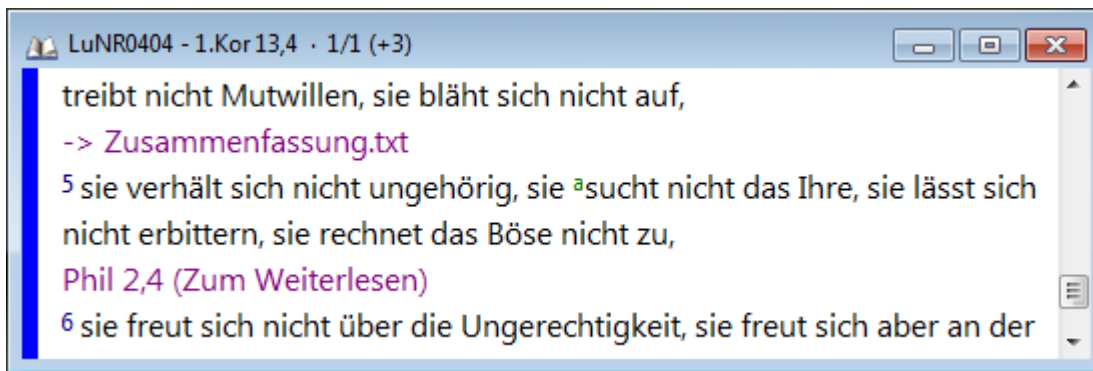 LuNR0404 - 1.Kor 13,4 · 1/1 (+3)
treibt nicht Mutwillen, sie bläht sich nicht auf,
-> Zusammenfassung.txt
5 sie verhält sich nicht ungehörig, sie asucht nicht das Ihre, sie lässt sich
nicht erbittern, sie rechnet das Böse nicht zu,
Phil 2,4 (Zum Weiterlesen)
6 sie freut sich nicht über die Ungerechtigkeit, sie freut sich aber an der